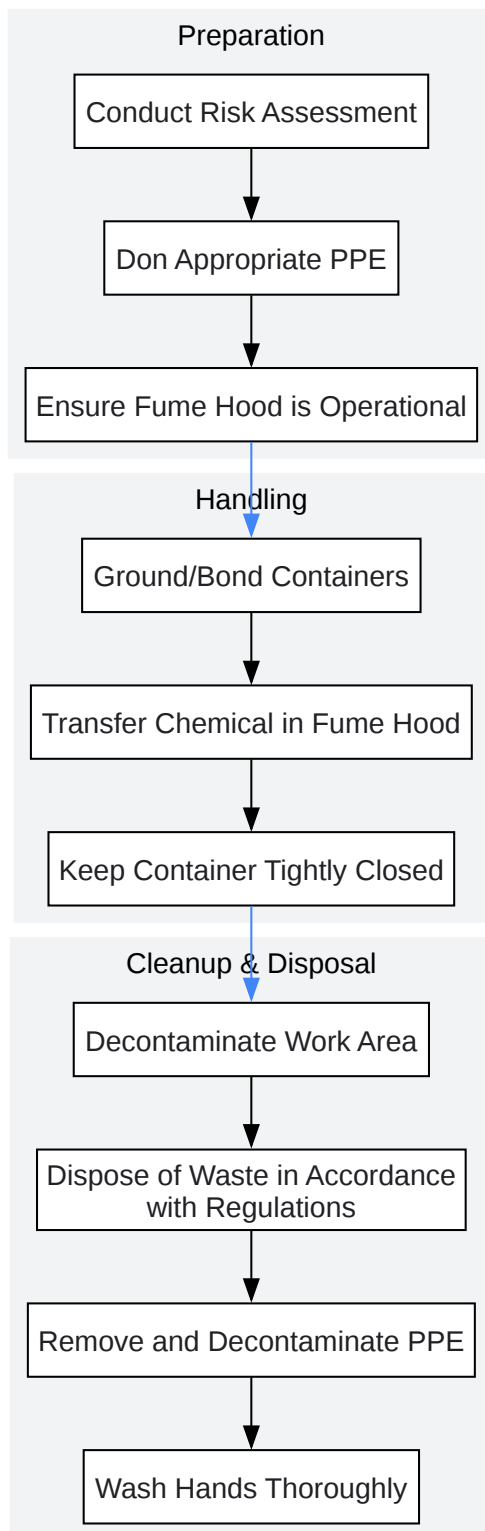 Preparation
Conduct Risk Assessment
Don Appropriate PPE
Ensure Fume Hood is Operational
Handling
Ground/Bond Containers
Transfer Chemical in Fume Hood
Keep Container Tightly Closed
Cleanup & Disposal
Decontaminate Work Area
Dispose of Waste in Accordance
with Regulations
Remove and Decontaminate PPE
Wash Hands Thoroughly